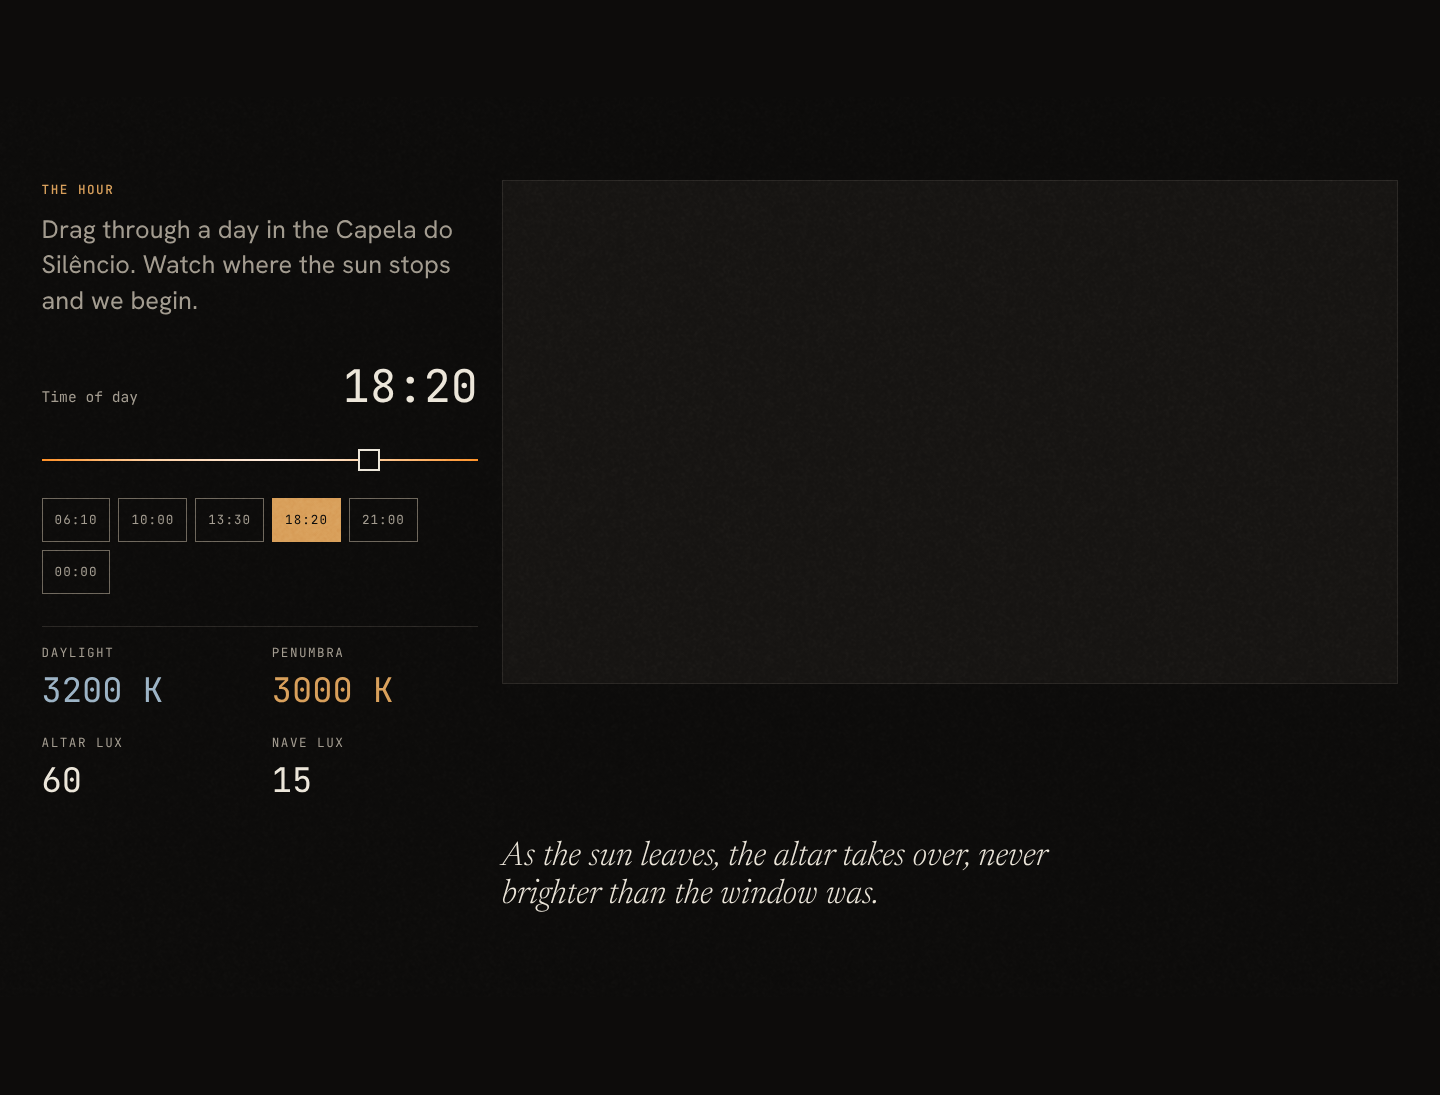 THE HOUR
Drag through a day in the Capela do
Silêncio. Watch where the sun stops
and we begin.
Time of day
18:20
06:10
10:00
13:30
18:20
21:00
00:00
DAYLIGHT
PENUMBRA
3200 K
3000 K
ALTAR LUX
NAVE LUX
60
15
As the sun leaves, the altar takes over, never
brighter than the window was.